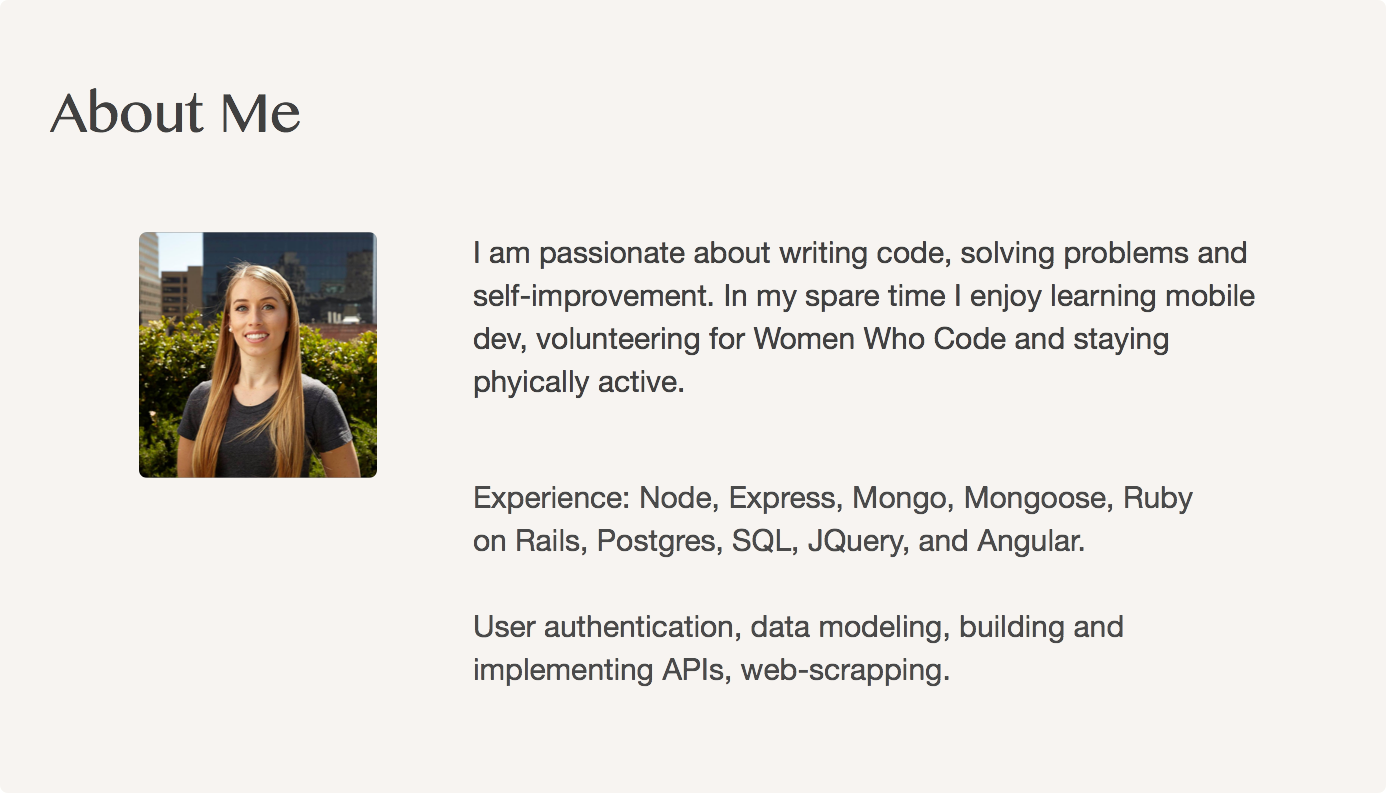 About Me
I am passionate about writing code, solving problems and
self-improvement. In my spare time I enjoy learning mobile
dev, volunteering for Women Who Code and staying
phyically active.
Experience: Node, Express, Mongo, Mongoose, Ruby
on Rails, Postgres, SQL, JQuery, and Angular.
User authentication, data modeling, building and
implementing APIs, web-scrapping.